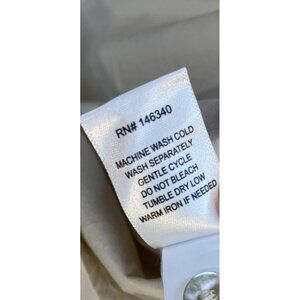 RN# 146340
MACHINE WASH COLD
WASH SEPARATELY
GENTLE CYCLE
DO NOT BLEACH
TUMBLE DRY LOW
WARM IRON IF NEEDED